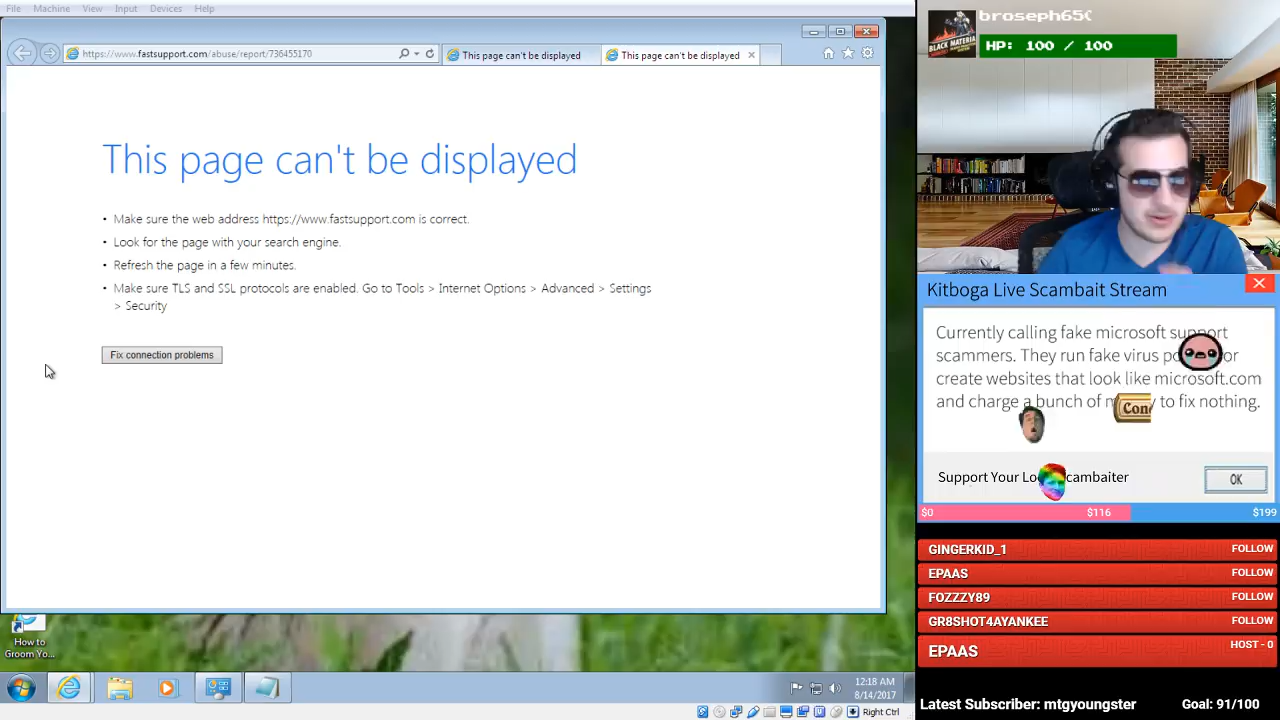 File Machine View Input Devices Help
https://www.fastsupport.com/abuse/report/736455170
This page can't be displayed
This page can't be displayed
This page can't be displayed
• Make sure the web address https://www.fastsupport.com is correct.
• Look for the page with your search engine.
• Refresh the page in a few minutes.
• Make sure TLS and SSL protocols are enabled. Go to Tools > Internet Options > Advanced > Settings
> Security
Fix connection problems
How to
Groom Yo...
12:18 AM
8/14/2017
Right Ctrl
broseph650
BLACK MATERIA
HP: 100 / 100
Kitboga Live Scambait Stream
Currently calling fake microsoft support
scammers. They run fake virus or
create websites that look like microsoft.com
and charge a bunch of to fix nothing.
Con
Support Your
OK
$0 $116 $199
GINGERKID_1 FOLLOW
EPAAS FOLLOW
FOZZZY89 FOLLOW
GR8SHOT4AYANKEE FOLLOW
EPAAS HOST - 0
Latest Subscriber: mtgyoungster Goal: 91/100